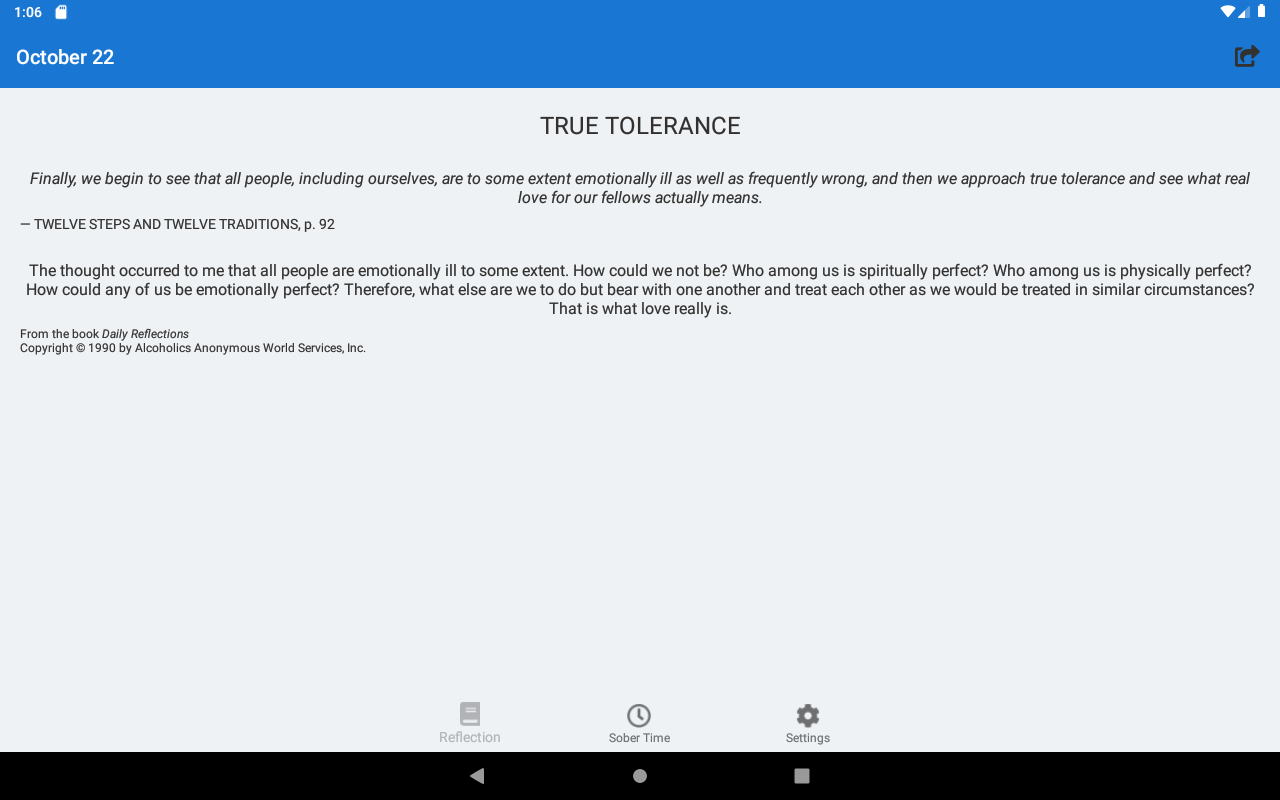 1:06
October 22
TRUE TOLERANCE
Finally, we begin to see that all people, including ourselves, are to some extent emotionally ill as well as frequently wrong, and then we approach true tolerance and see what real
love for our fellows actually means.
— TWELVE STEPS AND TWELVE TRADITIONS, p. 92
The thought occurred to me that all people are emotionally ill to some extent. How could we not be? Who among us is spiritually perfect? Who among us is physically perfect?
How could any of us be emotionally perfect? Therefore, what else are we to do but bear with one another and treat each other as we would be treated in similar circumstances?
That is what love really is.
From the book Daily Reflections
Copyright © 1990 by Alcoholics Anonymous World Services, Inc.
Reflection
Sober Time
Settings